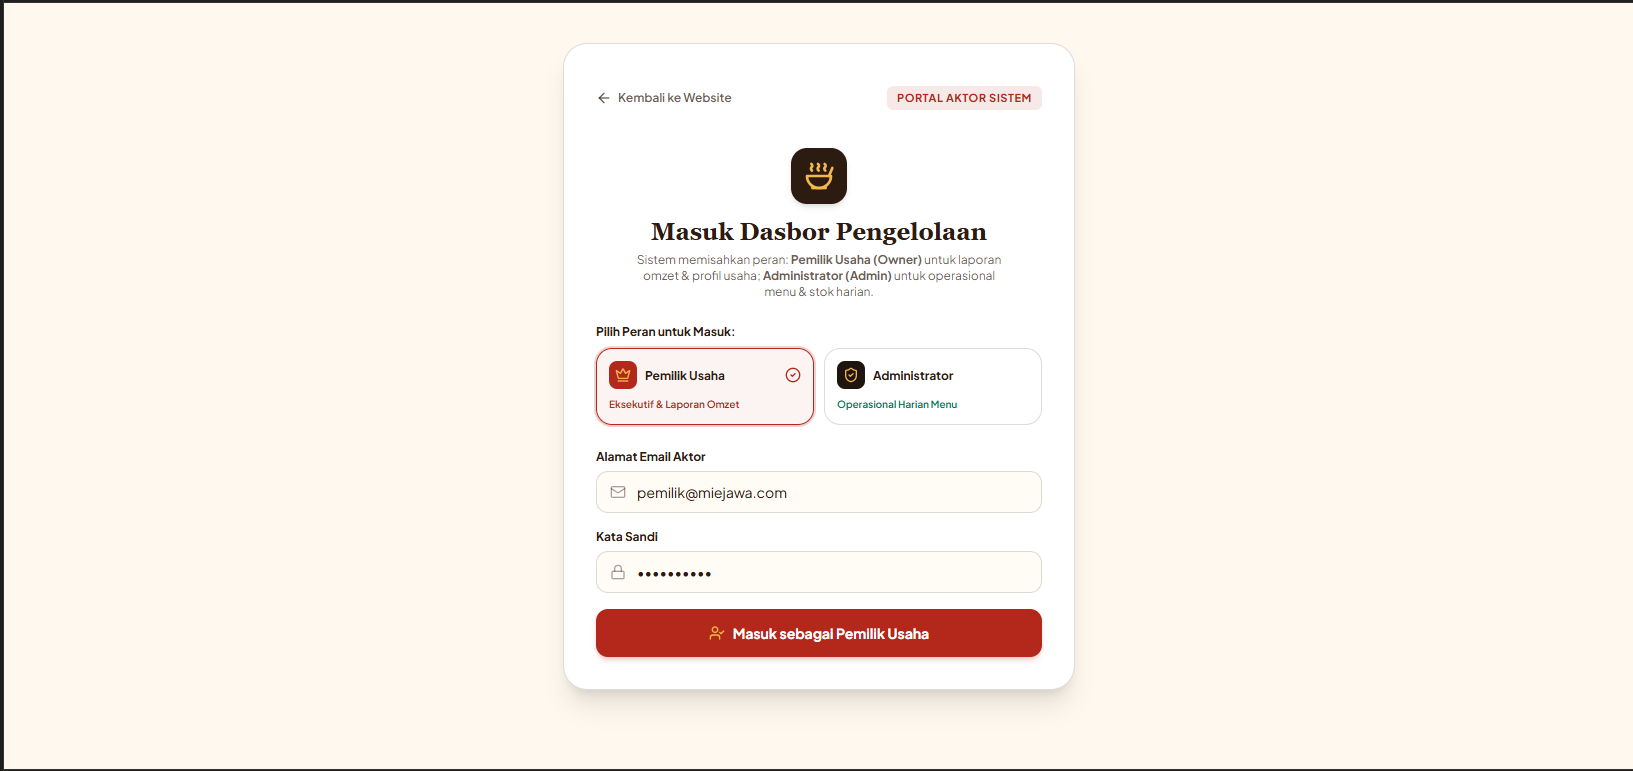 Kembali ke Website
PORTAL AKTOR SISTEM
Masuk Dasbor Pengelolaan
Sistem memisahkan peran: Pemilik Usaha (Owner) untuk laporan
omzet & profil usaha; Administrator (Admin) untuk operasional
menu & stok harian.
Pilih Peran untuk Masuk:
Pemilik Usaha
Eksekutif & Laporan Omzet
Administrator
Operasional Harian Menu
Alamat Email Aktor
pemilik@miejawa.com
Kata Sandi
••••••••••
Masuk sebagai Pemilik Usaha